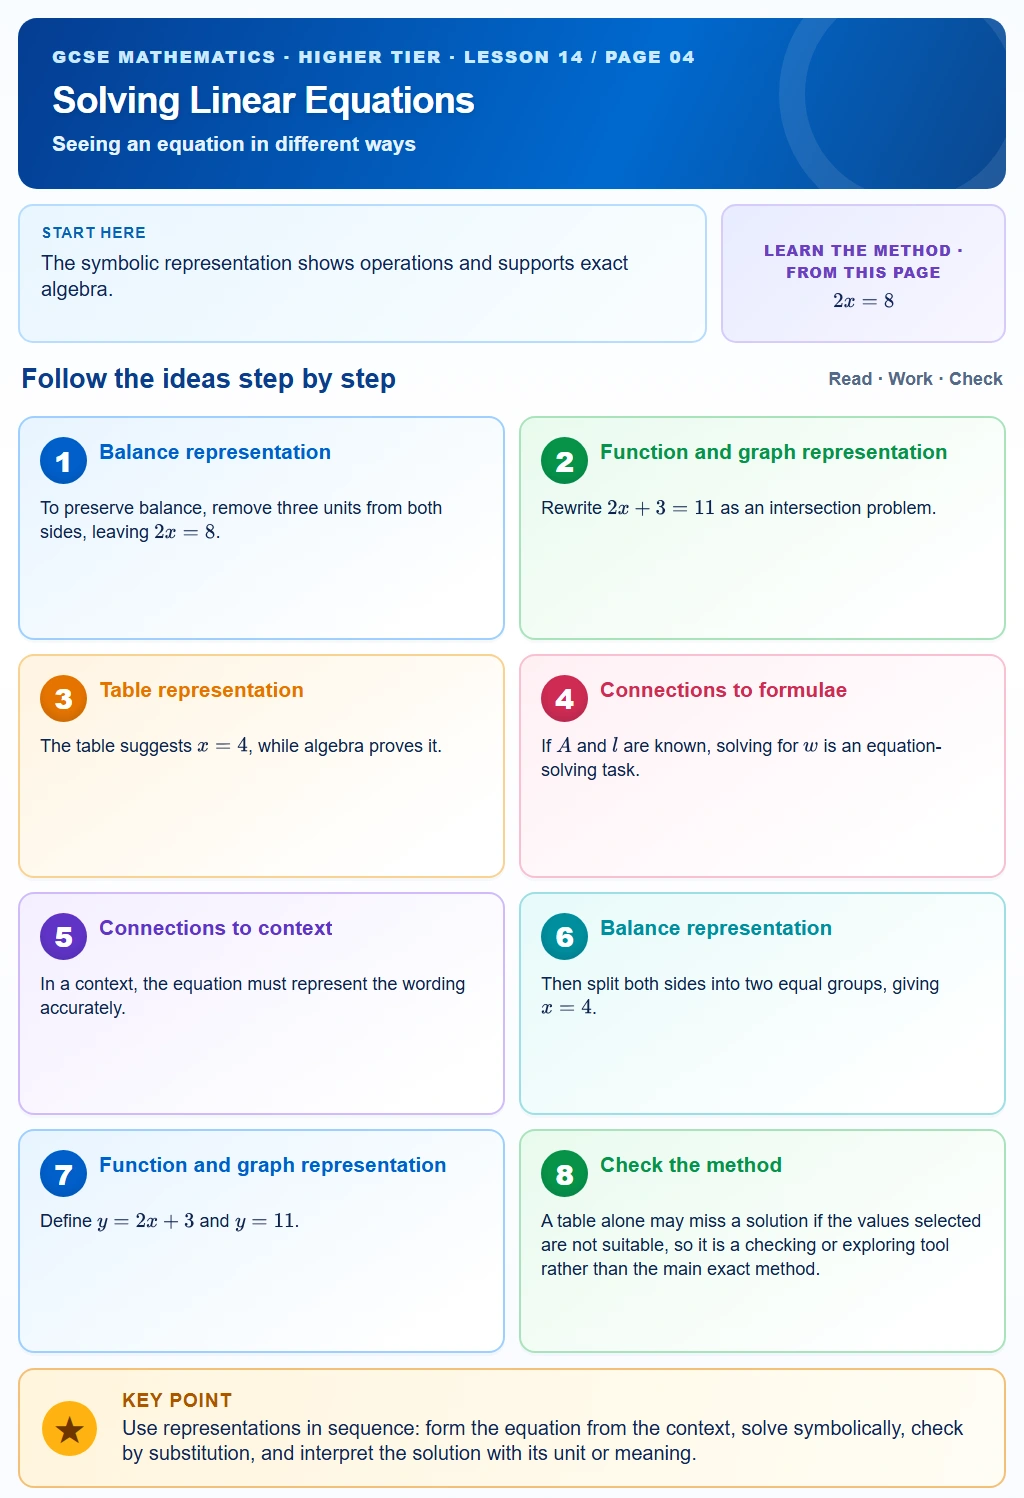 GCSE MATHEMATICS · HIGHER TIER · LESSON 14 / PAGE 04
Solving Linear Equations
Seeing an equation in different ways
START HERE
The symbolic representation shows operations and supports exact
algebra.
LEARN THE METHOD ·
FROM THIS PAGE
2x = 8
Follow the ideas step by step
Read · Work · Check
1 Balance representation
To preserve balance, remove three units from both
sides, leaving 2x = 8.
2 Function and graph representation
Rewrite 2x + 3 = 11 as an intersection problem.
3 Table representation
The table suggests x = 4, while algebra proves it.
4 Connections to formulae
If A and l are known, solving for w is an equation-
solving task.
5 Connections to context
In a context, the equation must represent the wording
accurately.
6 Balance representation
Then split both sides into two equal groups, giving
x = 4.
7 Function and graph representation
Define y = 2x + 3 and y = 11.
8 Check the method
A table alone may miss a solution if the values selected
are not suitable, so it is a checking or exploring tool
rather than the main exact method.
KEY POINT
Use representations in sequence: form the equation from the context, solve symbolically, check
by substitution, and interpret the solution with its unit or meaning.